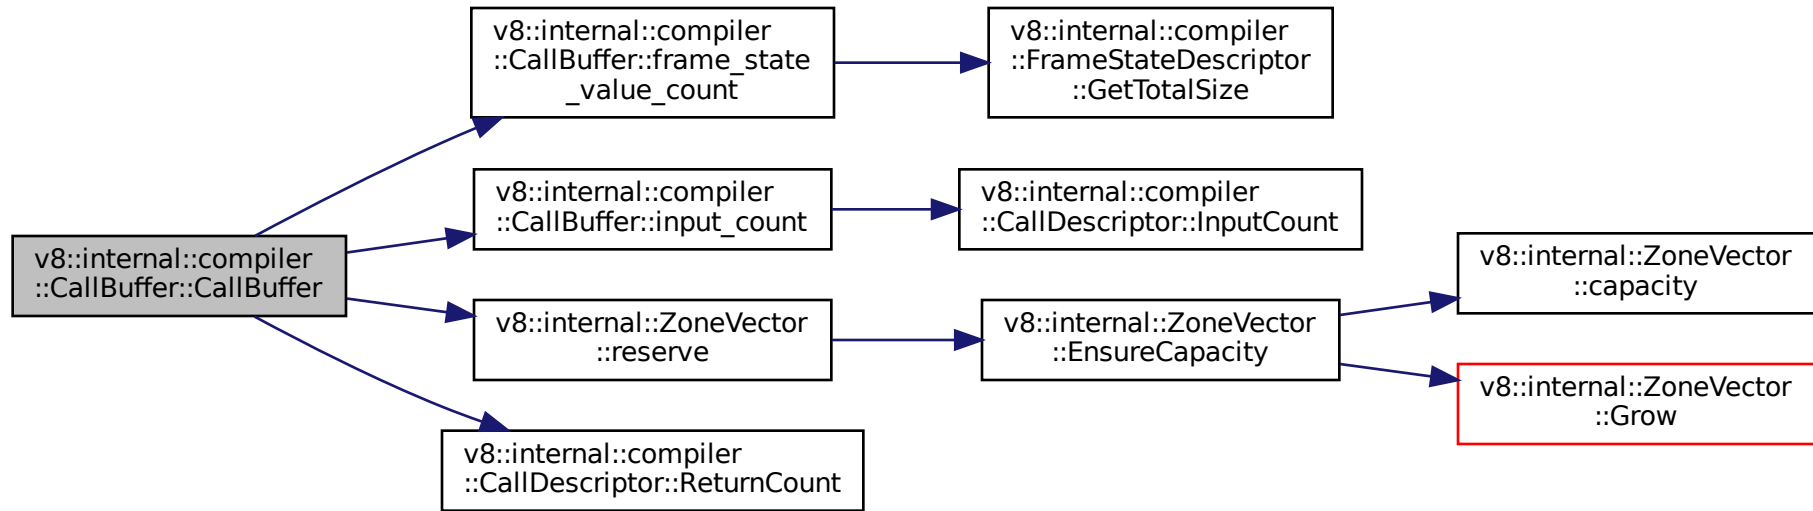 v8::internal::compiler
::CallBuffer::CallBuffer
v8::internal::compiler
::CallBuffer::frame_state
_value_count
v8::internal::compiler
::FrameStateDescriptor
::GetTotalSize
v8::internal::compiler
::CallBuffer::input_count
v8::internal::compiler
::CallDescriptor::InputCount
v8::internal::ZoneVector
::reserve
v8::internal::ZoneVector
::EnsureCapacity
v8::internal::ZoneVector
::capacity
v8::internal::ZoneVector
::Grow
v8::internal::compiler
::CallDescriptor::ReturnCount